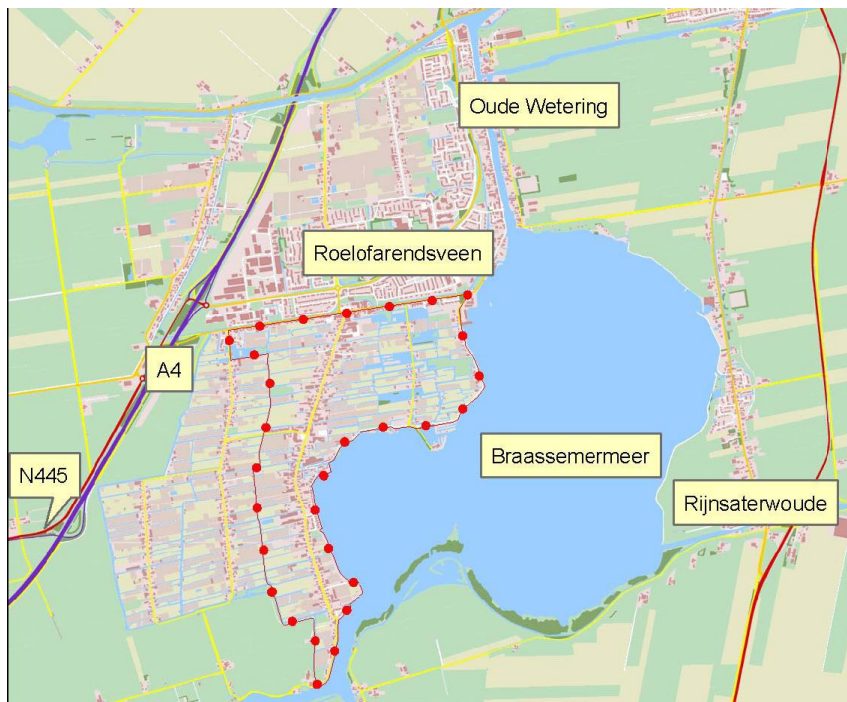 Oude Wetering
Roelofarendsveen
A4
Braassemermeer
N445
Rijnsaterwoude